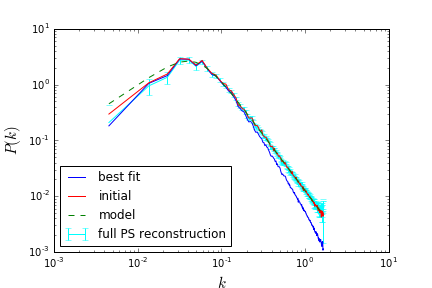 10^1
10^0
10^-1
10^-2
10^-3
P(k)
best fit
initial
model
full PS reconstruction
10^-3 10^-2 10^-1 10^0 10^1
k